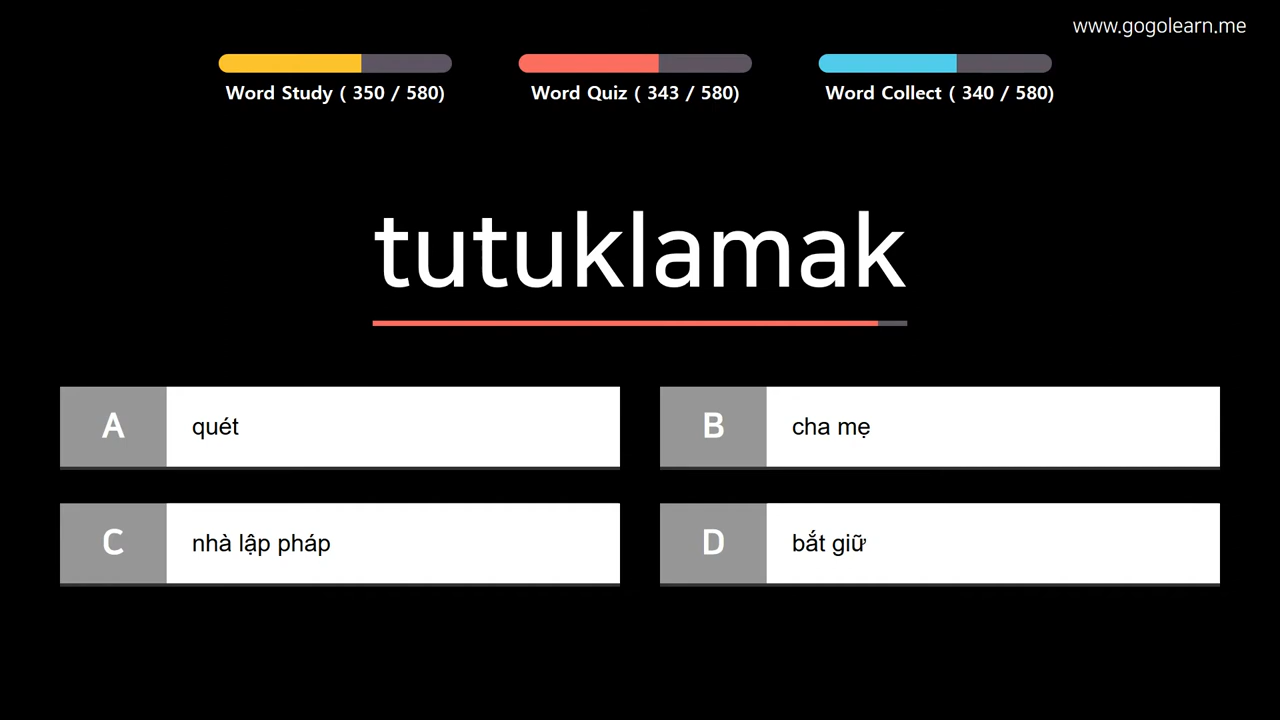 www.gogolearn.me
Word Study ( 350 / 580)
Word Quiz ( 343 / 580)
Word Collect ( 340 / 580)
tutuklamak
A quét
B cha mẹ
C nhà lập pháp
D bắt giữ